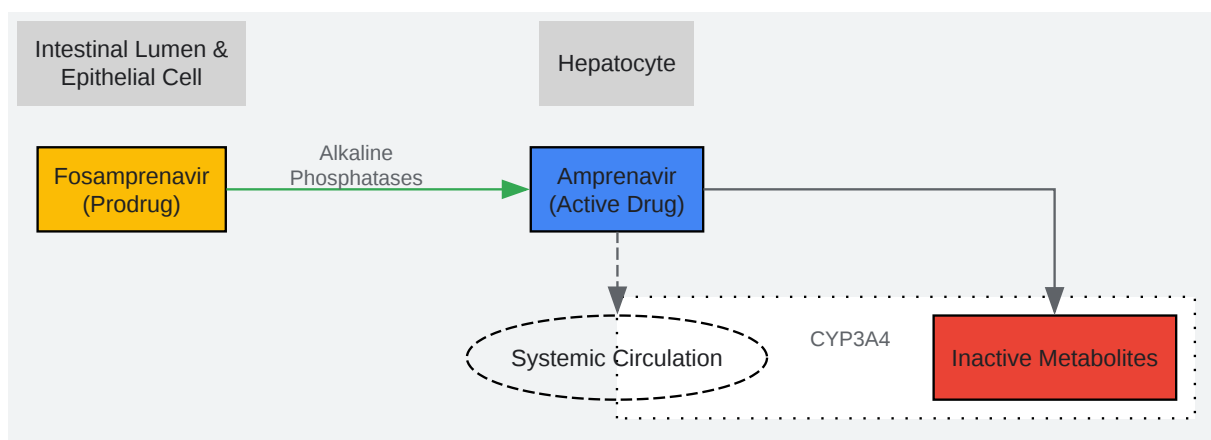 Intestinal Lumen &
Epithelial Cell
Hepatocyte
Fosamprenavir
(Prodrug)
Alkaline
Phosphatases
Amprenavir
(Active Drug)
Systemic Circulation
CYP3A4
Inactive Metabolites